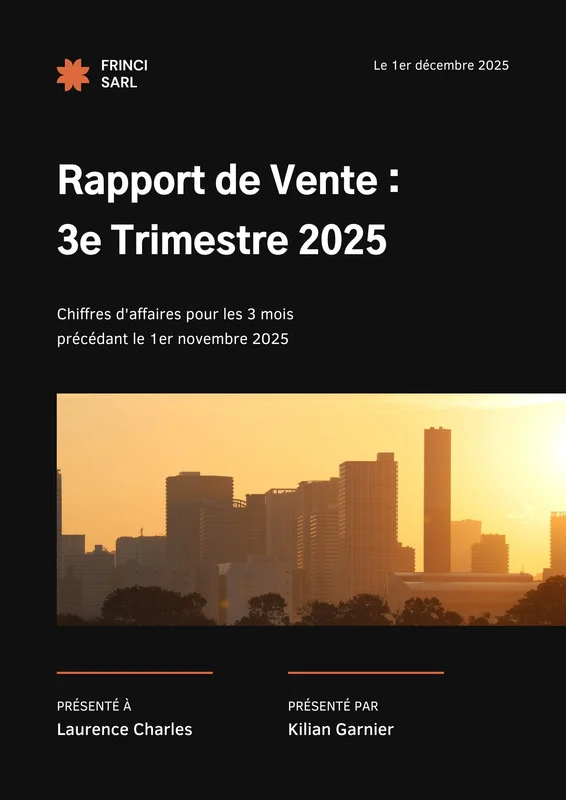 FRINCI
SARL
Le 1er décembre 2025
Rapport de Vente :
3e Trimestre 2025
Chiffres d'affaires pour les 3 mois
précédant le 1er novembre 2025
PRÉSENTÉ À
Laurence Charles
PRÉSENTÉ PAR
Kilian Garnier